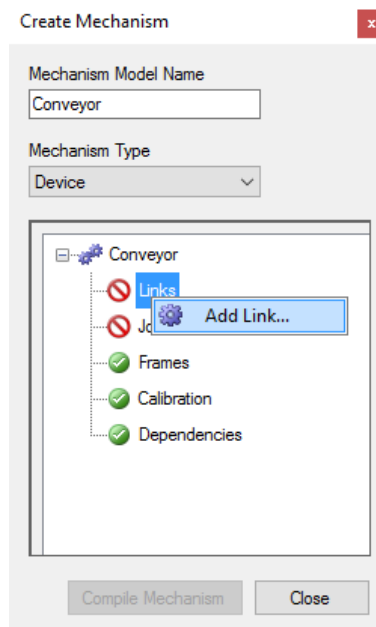 Create Mechanism
x
Mechanism Model Name
Conveyor
Mechanism Type
Device
Conveyor
Links
Add Link...
Frames
Calibration
Dependencies
Compile Mechanism
Close